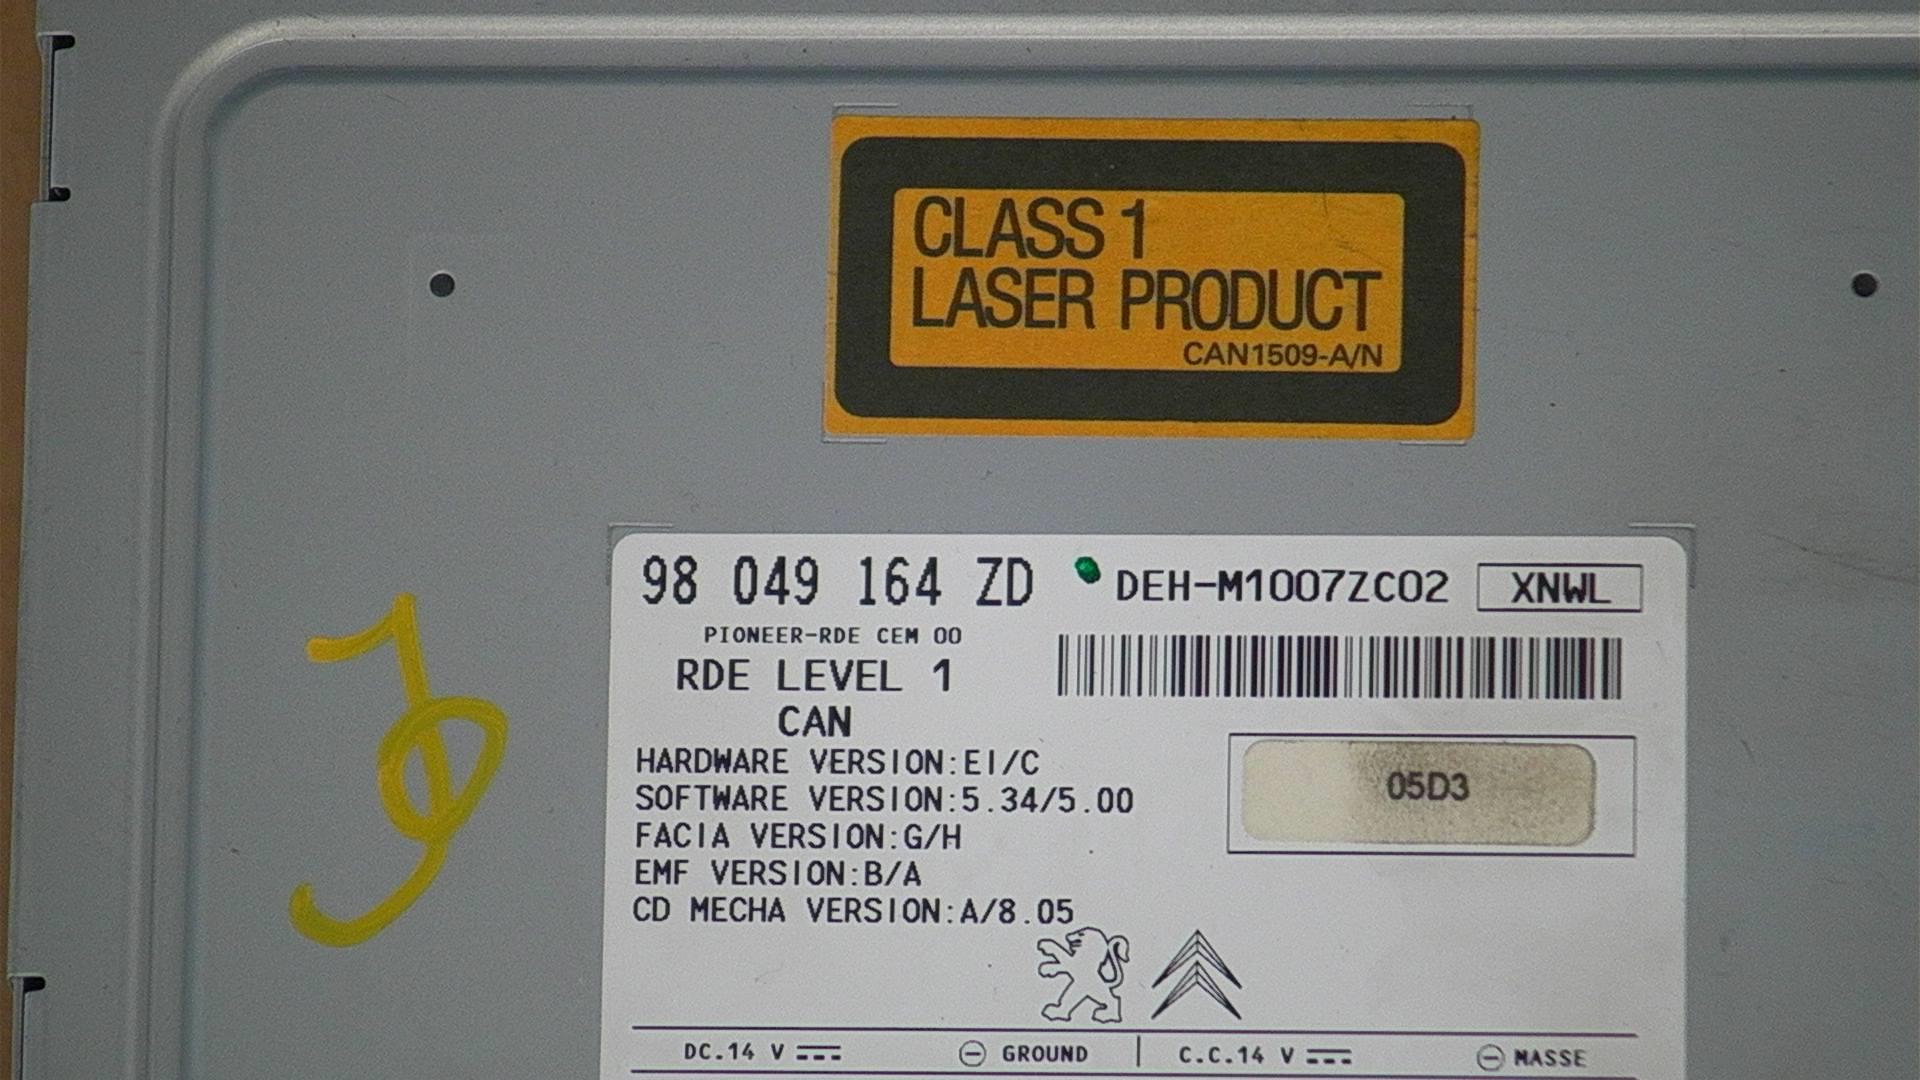 CLASS 1
LASER PRODUCT
CAN1509-A/N
98 049 164 ZD DEH-M1007ZC02 XNWL
PIONEER-RDE CEM 00
RDE LEVEL 1
CAN
HARDWARE VERSION:EI/C
SOFTWARE VERSION:5.34/5.00
05D3
FACIA VERSION:G/H
EMF VERSION:B/A
CD MECHA VERSION:A/8.05
DC.14 V GROUND C.C.14 V MASSE